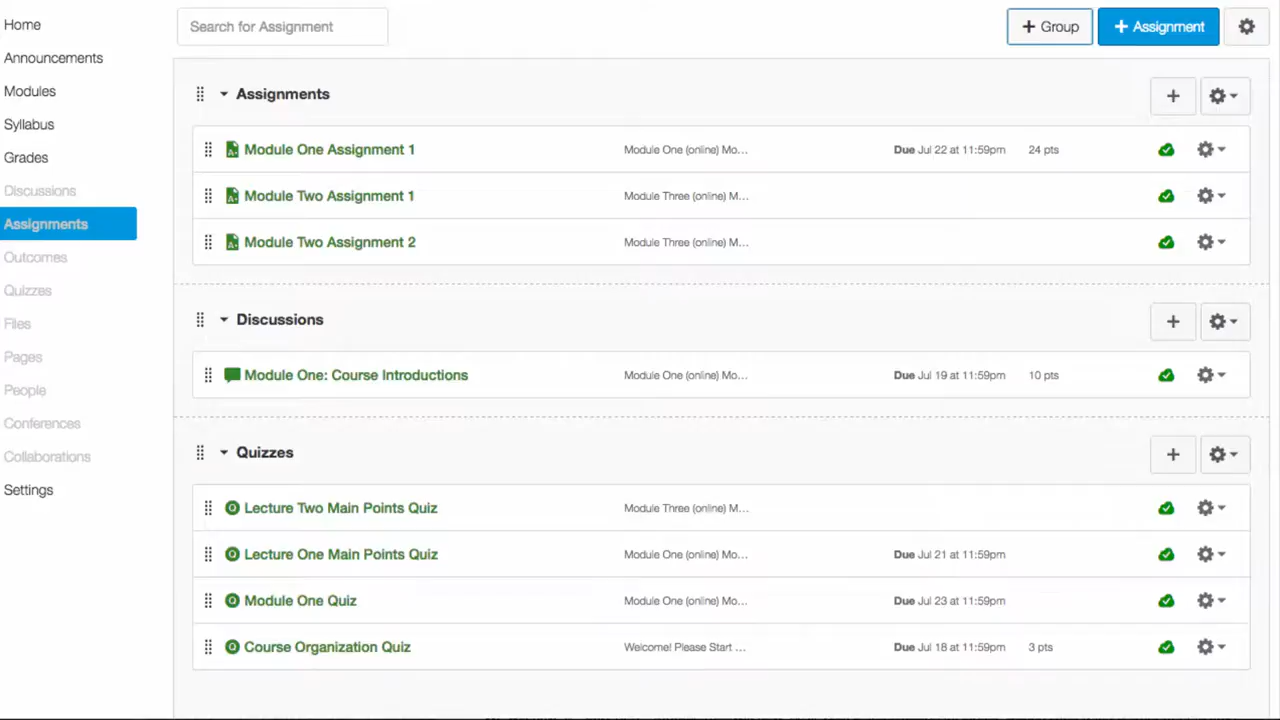 Home
Announcements
Modules
Syllabus
Grades
Discussions
Assignments
Outcomes
Quizzes
Files
Pages
People
Conferences
Collaborations
Settings
Search for Assignment
+ Group
+ Assignment
Assignments
Module One Assignment 1 Module One (online) Mo... Due Jul 22 at 11:59pm 24 pts
Module Two Assignment 1 Module Three (online) M...
Module Two Assignment 2 Module Three (online) M...
Discussions
Module One: Course Introductions Module One (online) Mo... Due Jul 19 at 11:59pm 10 pts
Quizzes
Lecture Two Main Points Quiz Module Three (online) M...
Lecture One Main Points Quiz Module One (online) Mo... Due Jul 21 at 11:59pm
Module One Quiz Module One (online) Mo... Due Jul 23 at 11:59pm
Course Organization Quiz Welcome! Please Start ... Due Jul 18 at 11:59pm 3 pts